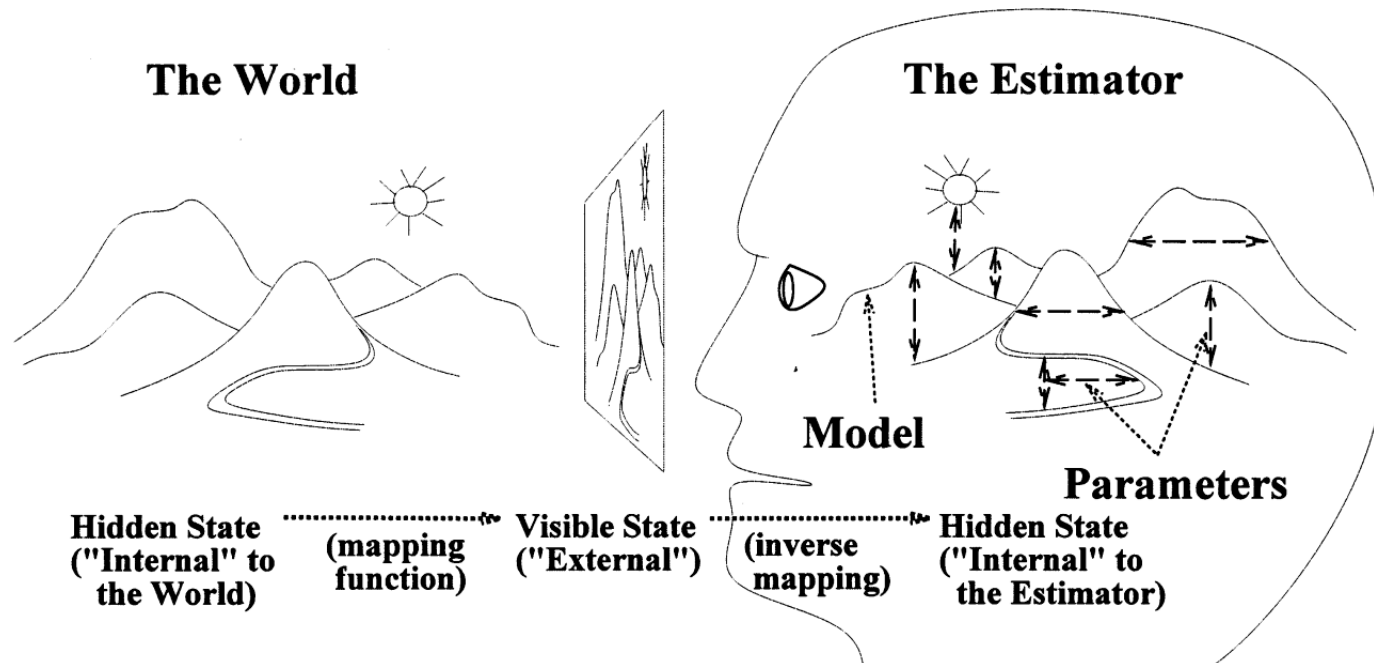 The World
The Estimator
Model
Parameters
Hidden State
("Internal" to
the World)
(mapping
function)
Visible State
("External")
(inverse
mapping)
Hidden State
("Internal" to
the Estimator)